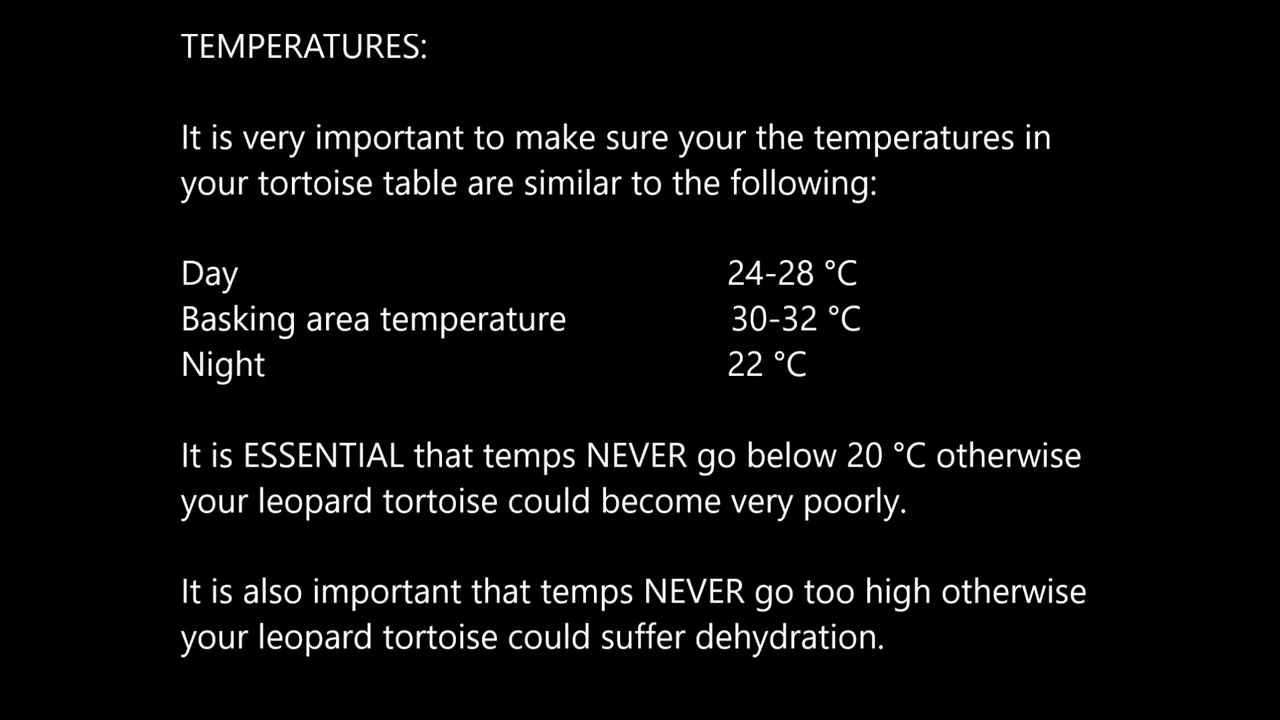 TEMPERATURES:
It is very important to make sure your the temperatures in
your tortoise table are similar to the following:
Day 24-28 °C
Basking area temperature 30-32 °C
Night 22 °C
It is ESSENTIAL that temps NEVER go below 20 °C otherwise
your leopard tortoise could become very poorly.
It is also important that temps NEVER go too high otherwise
your leopard tortoise could suffer dehydration.